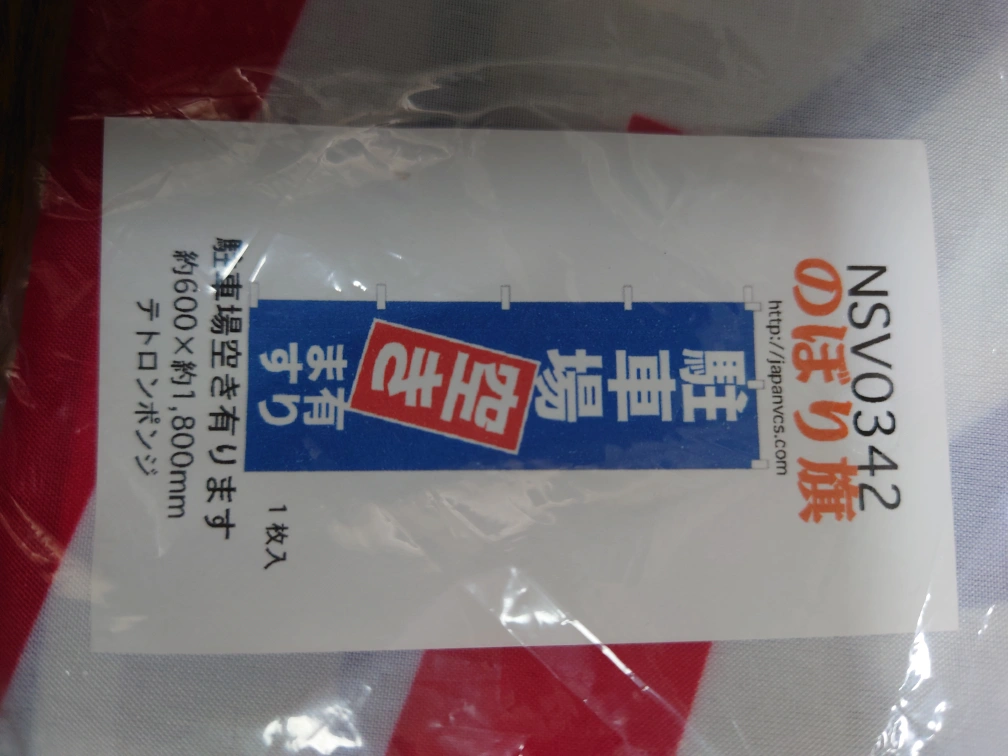 NSV0342
のぼり旗
http://japanvcs.com
駐車場
空き
有り
ます
1枚入
駐車場空き有ります
約600×約1,800mm
テトロンポンジ